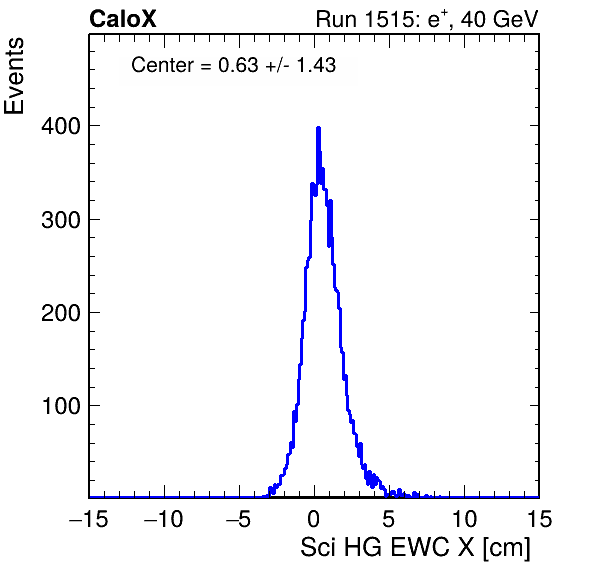 CaloX Run 1515: e⁺, 40 GeV
Events
Center = 0.63 +/- 1.43
400
300
200
100
−15 −10 −5 0 5 10 15
Sci HG EWC X [cm]